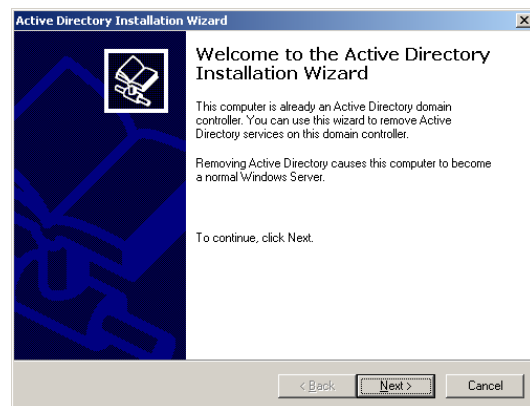 Active Directory Installation Wizard
Welcome to the Active Directory
Installation Wizard
This computer is already an Active Directory domain
controller. You can use this wizard to remove Active
Directory services on this domain controller.
Removing Active Directory causes this computer to become
a normal Windows Server.
To continue, click Next.
< Back
Next >
Cancel